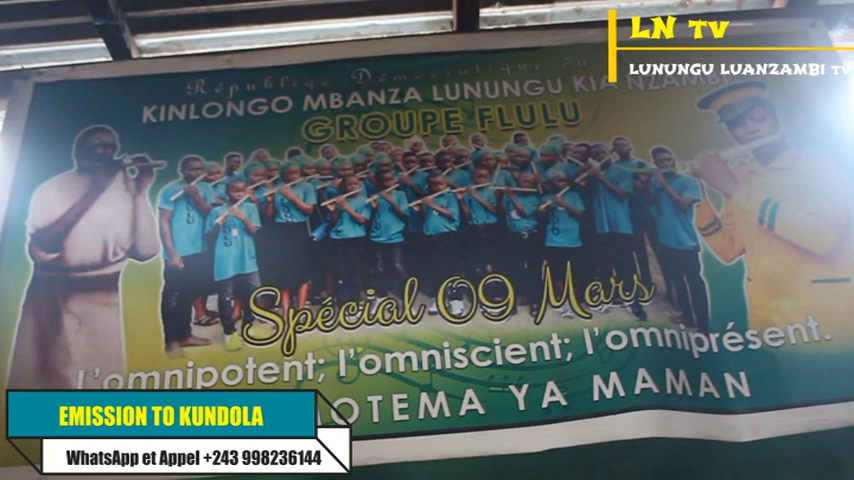 LN TV
LUNUNGU LUANZAMBI TV
République Démocratique du
KINLONGO MBANZA LUNUNGU KIA NZAMBI
GROUPE FLULU
Spécial 09 Mars
L'omnipotent; l'omniscient; l'omniprésent.
MOTEMA YA MAMAN
EMISSION TO KUNDOLA
WhatsApp et Appel +243 998236144